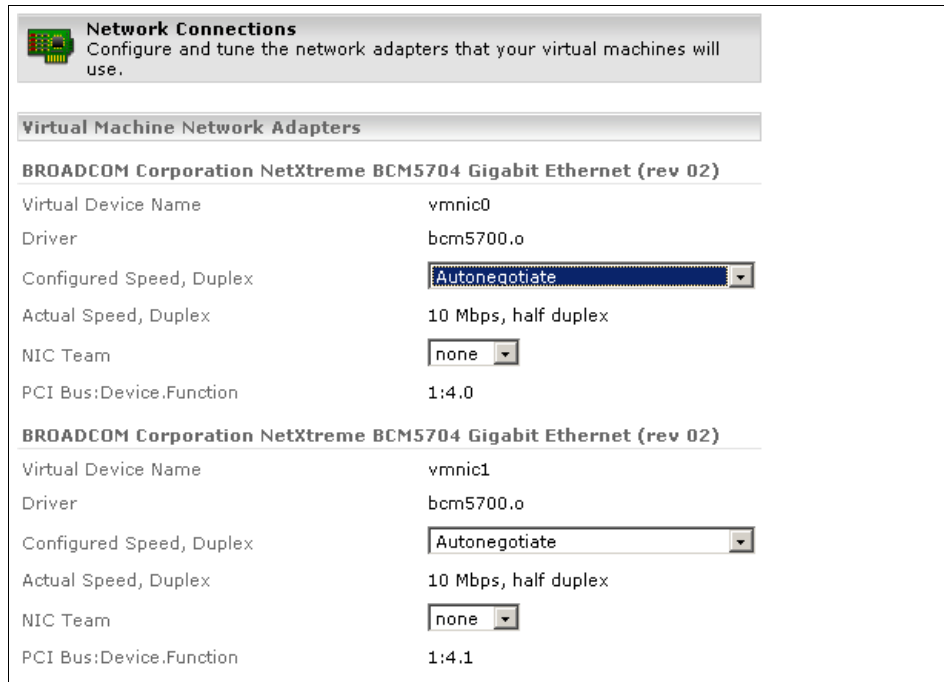 Network Connections
Configure and tune the network adapters that your virtual machines will
use.
Virtual Machine Network Adapters
BROADCOM Corporation NetXtreme BCM5704 Gigabit Ethernet (rev 02)
Virtual Device Name vmnic0
Driver bcm5700.o
Configured Speed, Duplex Autonegotiate
Actual Speed, Duplex 10 Mbps, half duplex
NIC Team none
PCI Bus:Device.Function 1:4.0
BROADCOM Corporation NetXtreme BCM5704 Gigabit Ethernet (rev 02)
Virtual Device Name vmnic1
Driver bcm5700.o
Configured Speed, Duplex Autonegotiate
Actual Speed, Duplex 10 Mbps, half duplex
NIC Team none
PCI Bus:Device.Function 1:4.1